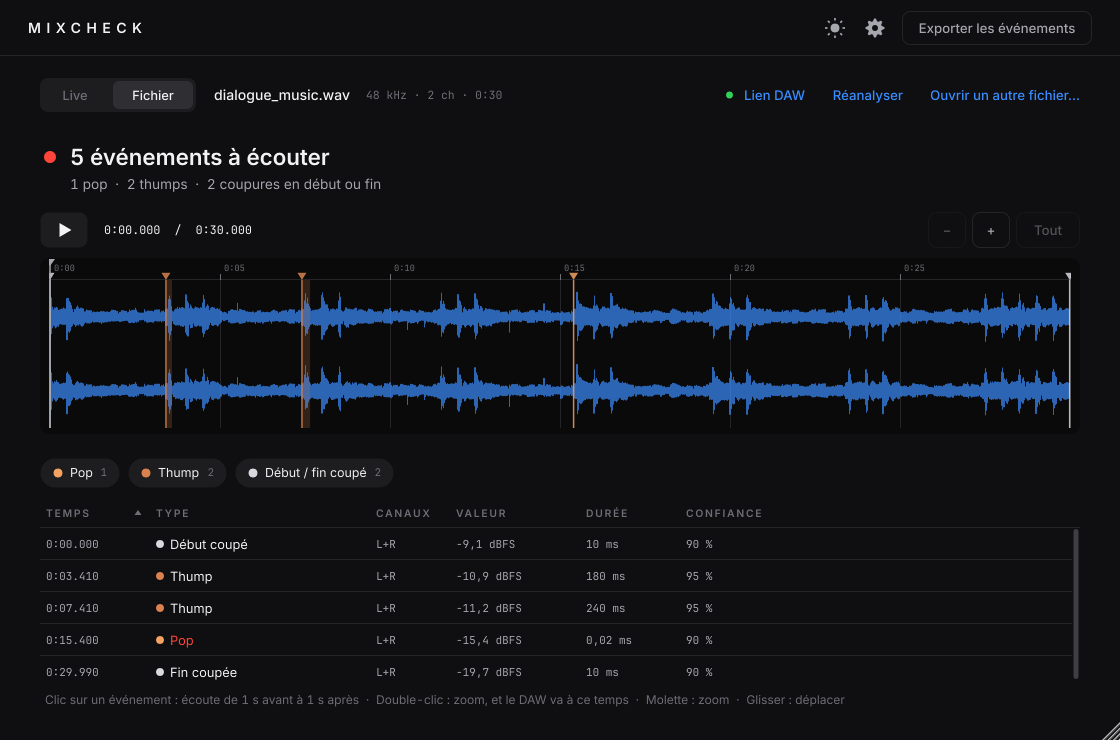 MIXCHECK Exporter les événements
Live Fichier dialogue_music.wav 48 kHz · 2 ch · 0:30 Lien DAW Réanalyser Ouvrir un autre fichier...
5 événements à écouter
1 pop · 2 thumps · 2 coupures en début ou fin
0:00.000 / 0:30.000 − + Tout
0:00 0:05 0:10 0:15 0:20 0:25
Pop 1 Thump 2 Début / fin coupé 2
TEMPS TYPE CANAUX VALEUR DURÉE CONFIANCE
0:00.000 Début coupé L+R -9,1 dBFS 10 ms 90 %
0:03.410 Thump L+R -10,9 dBFS 180 ms 95 %
0:07.410 Thump L+R -11,2 dBFS 240 ms 95 %
0:15.400 Pop L+R -15,4 dBFS 0,02 ms 90 %
0:29.990 Fin coupée L+R -19,7 dBFS 10 ms 90 %
Clic sur un événement : écoute de 1 s avant à 1 s après · Double-clic : zoom, et le DAW va à ce temps · Molette : zoom · Glisser : déplacer